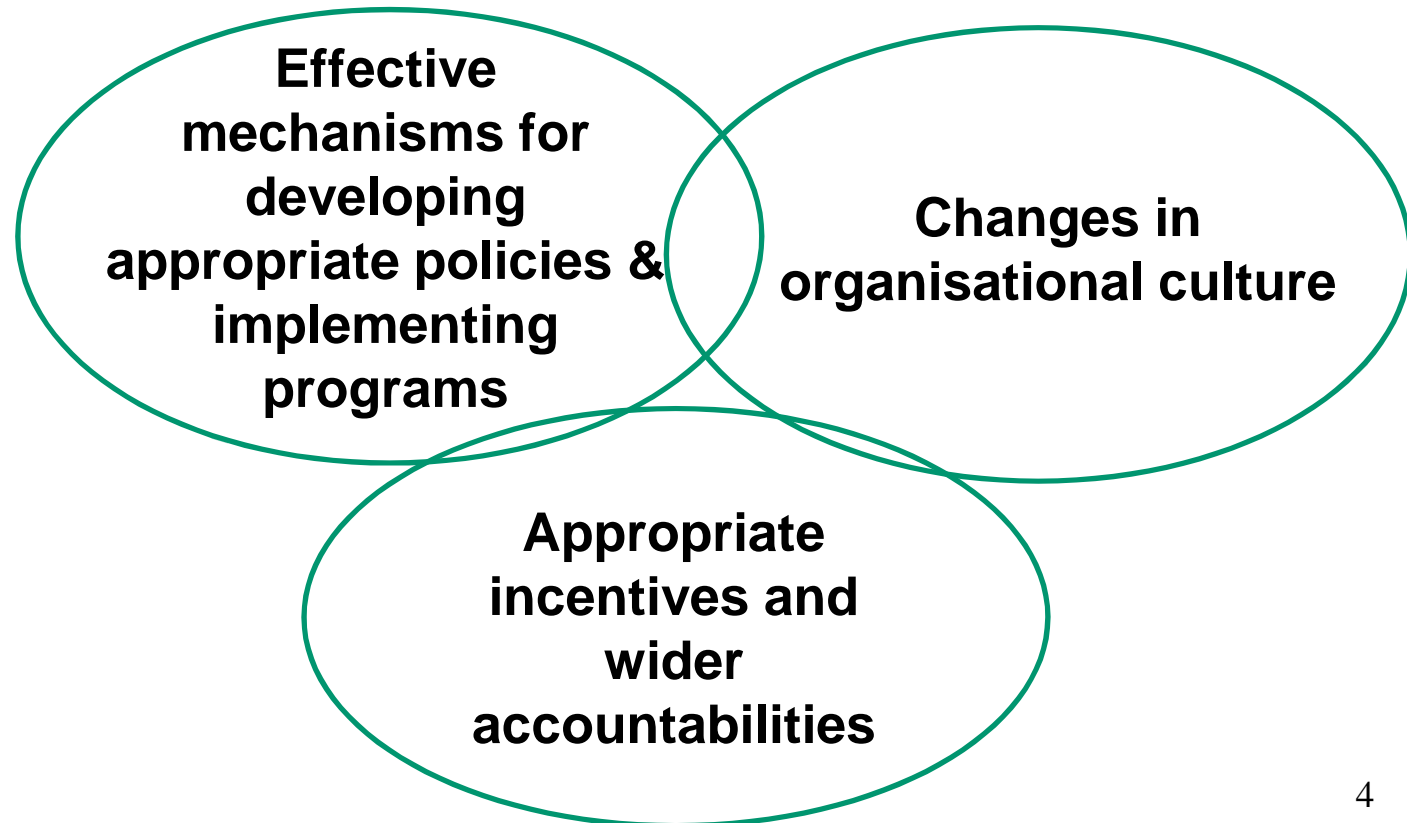 Effective
mechanisms for
developing
appropriate policies &
implementing
programs
Changes in
organisational culture
Appropriate
incentives and
wider
accountabilities
4